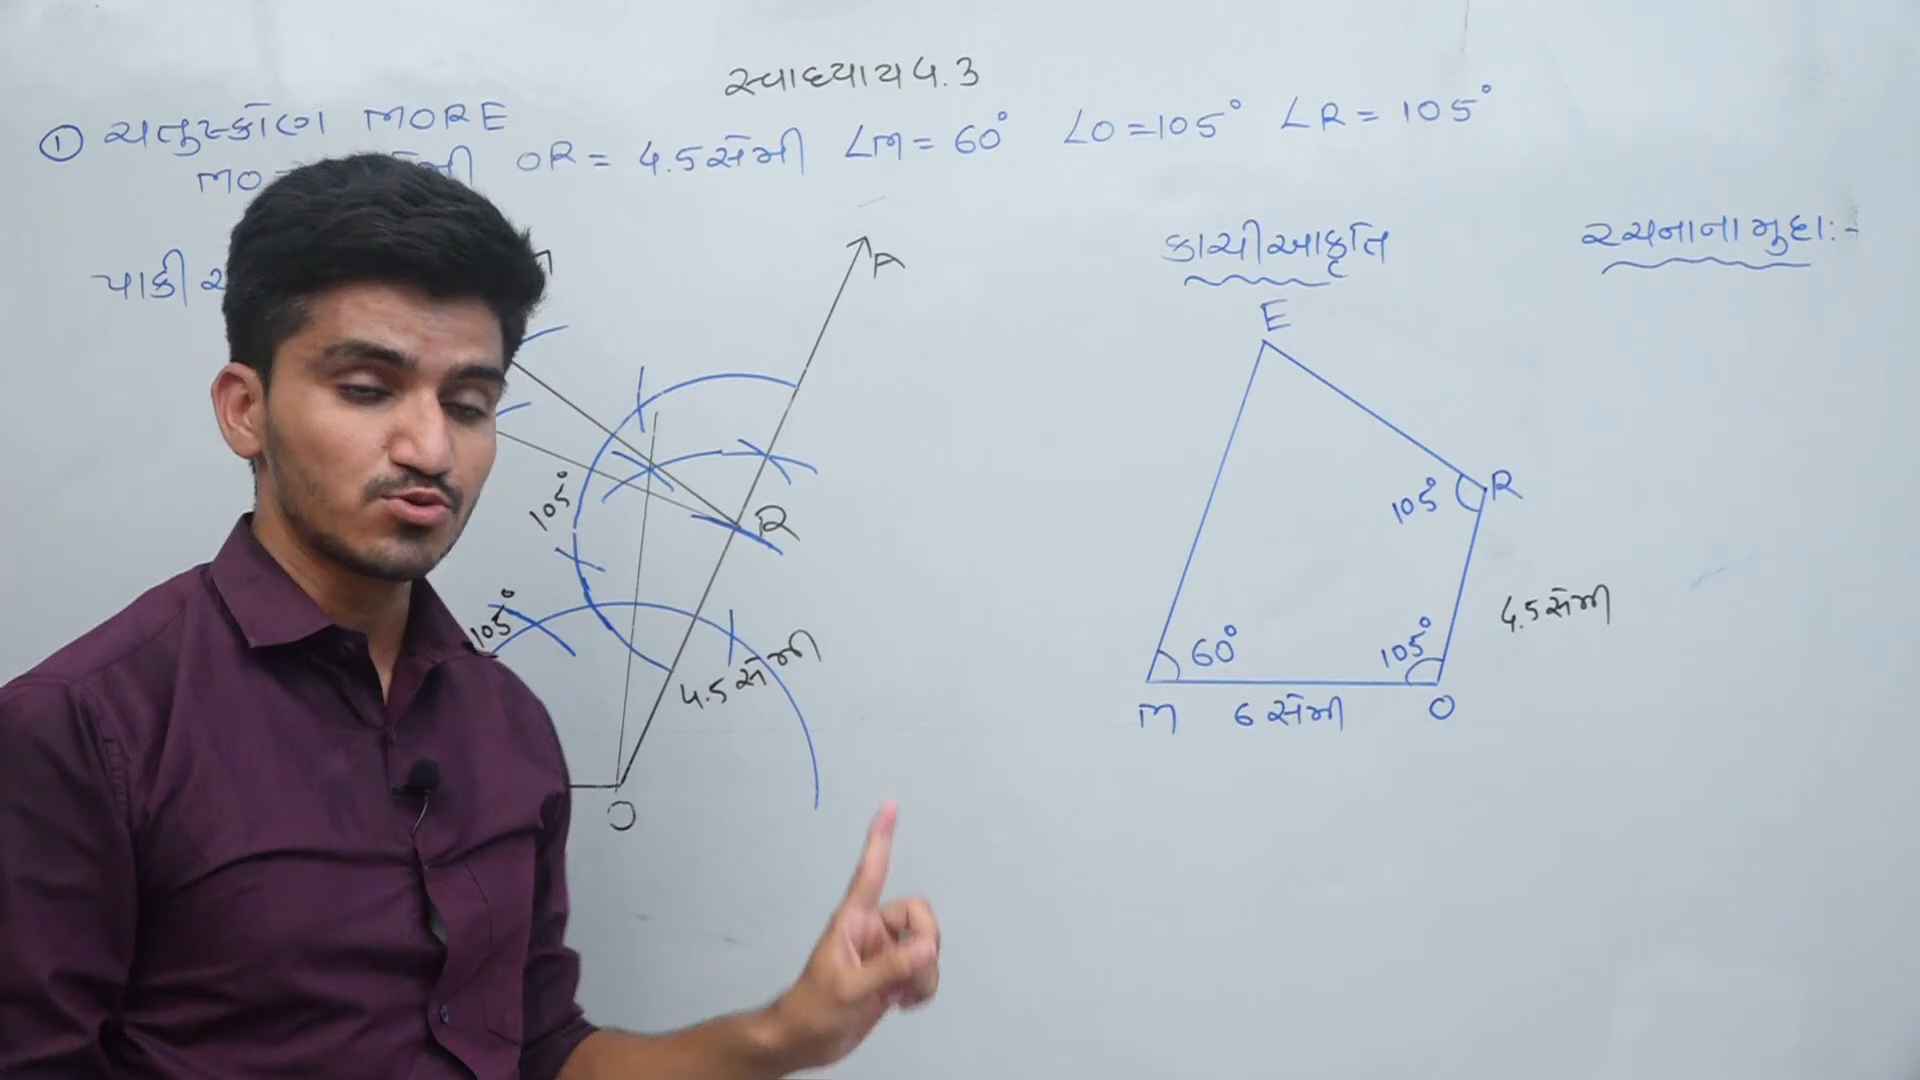 સ્વાધ્યાય 4.3
① ચતુષ્કોણ MORE
MO = OR = 4.5 સેમી ∠M = 60° ∠O = 105° ∠R = 105°
પાકી
A
105°
R
105°
4.5 સેમી
O
કાચી આકૃતિ
E
105°
R
4.5 સેમી
60°
105°
M 6 સેમી O
રચનાના મુદ્દા :-